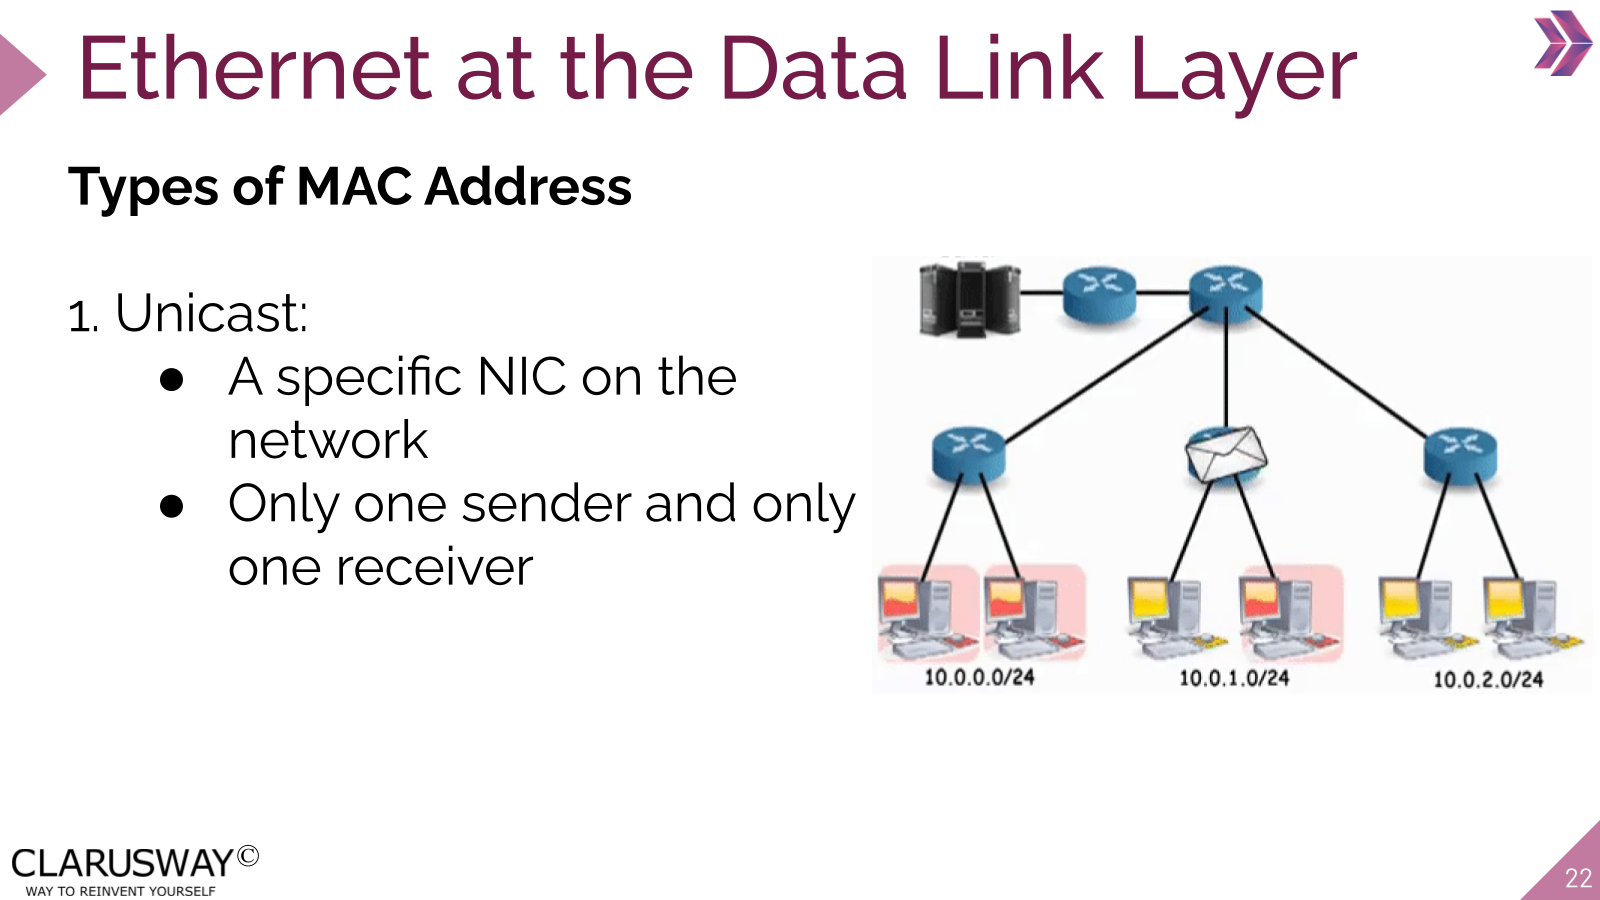 Ethernet at the Data Link Layer
Types of MAC Address
1. Unicast:
● A specific NIC on the
network
● Only one sender and only
one receiver
10.0.0.0/24
10.0.1.0/24
10.0.2.0/24
CLARUSWAY©
WAY TO REINVENT YOURSELF
22